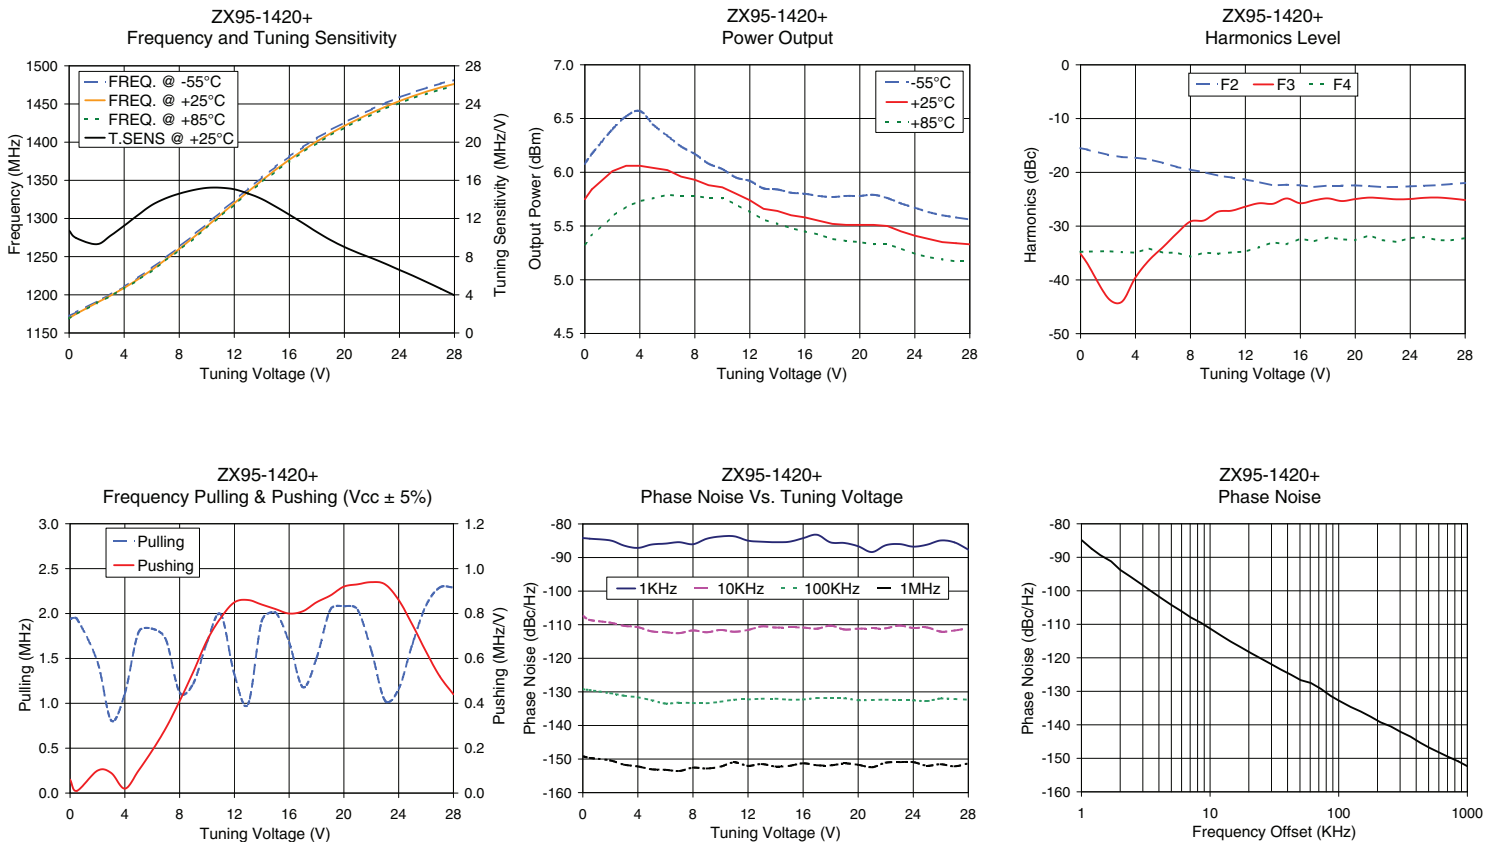 ZX95-1420+
Frequency and Tuning Sensitivity
1500
1450
1400
1350
1300
1250
1200
1150
Frequency (MHz)
FREQ. @ -55°C
FREQ. @ +25°C
FREQ. @ +85°C
T.SENS @ +25°C
28
24
20
16
12
8
4
0
Tuning Sensitivity (MHz/V)
0 4 8 12 16 20 24 28
Tuning Voltage (V)
ZX95-1420+
Power Output
7.0
6.5
6.0
5.5
5.0
4.5
Output Power (dBm)
-55°C
+25°C
+85°C
0 4 8 12 16 20 24 28
Tuning Voltage (V)
ZX95-1420+
Harmonics Level
0
-10
-20
-30
-40
-50
Harmonics (dBc)
F2 F3 F4
0 4 8 12 16 20 24 28
Tuning Voltage (V)
ZX95-1420+
Frequency Pulling & Pushing (Vcc ± 5%)
3.0
2.5
2.0
1.5
1.0
0.5
0.0
Pulling (MHz)
Pulling
Pushing
1.2
1.0
0.8
0.6
0.4
0.2
0.0
Pushing (MHz/V)
0 4 8 12 16 20 24 28
Tuning Voltage (V)
ZX95-1420+
Phase Noise Vs. Tuning Voltage
-80
-90
-100
-110
-120
-130
-140
-150
-160
Phase Noise (dBc/Hz)
1KHz 10KHz 100KHz 1MHz
0 4 8 12 16 20 24 28
Tuning Voltage (V)
ZX95-1420+
Phase Noise
-80
-90
-100
-110
-120
-130
-140
-150
-160
Phase Noise (dBc/Hz)
1 10 100 1000
Frequency Offset (KHz)